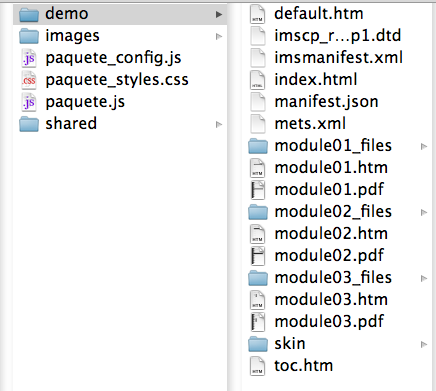 demo
images
paquete_config.js
paquete_styles.css
paquete.js
shared
default.htm
imscp_r...p1.dtd
imsmanifest.xml
index.html
manifest.json
mets.xml
module01_files
module01.htm
module01.pdf
module02_files
module02.htm
module02.pdf
module03_files
module03.htm
module03.pdf
skin
toc.htm